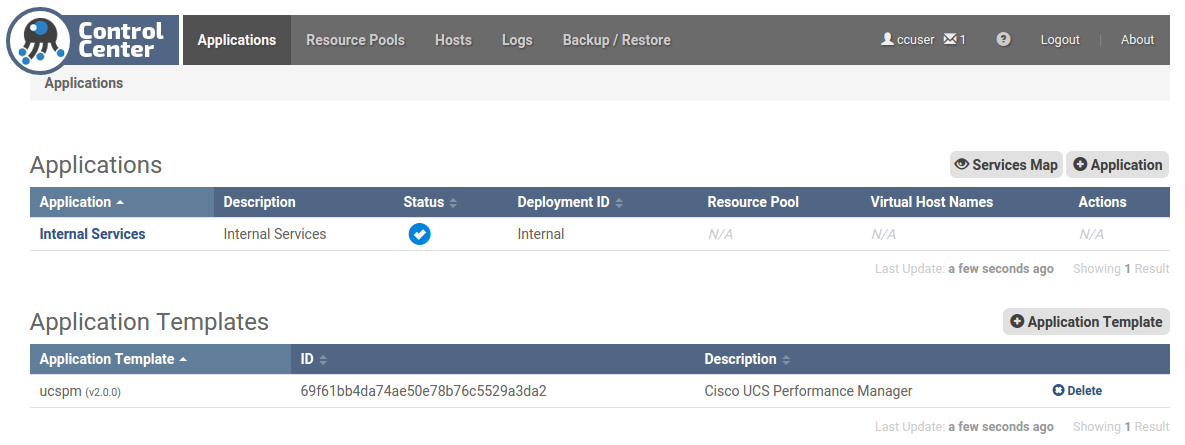 Control Center
Applications Resource Pools Hosts Logs Backup / Restore ccuser 1 ? Logout | About
Applications
Applications Services Map Application
Application Description Status Deployment ID Resource Pool Virtual Host Names Actions
Internal Services Internal Services Internal N/A N/A N/A
Last Update: a few seconds ago Showing 1 Result
Application Templates Application Template
Application Template ID Description
ucspm (v2.0.0) 69f61bb4da74ae50e78b76c5529a3da2 Cisco UCS Performance Manager Delete
Last Update: a few seconds ago Showing 1 Result